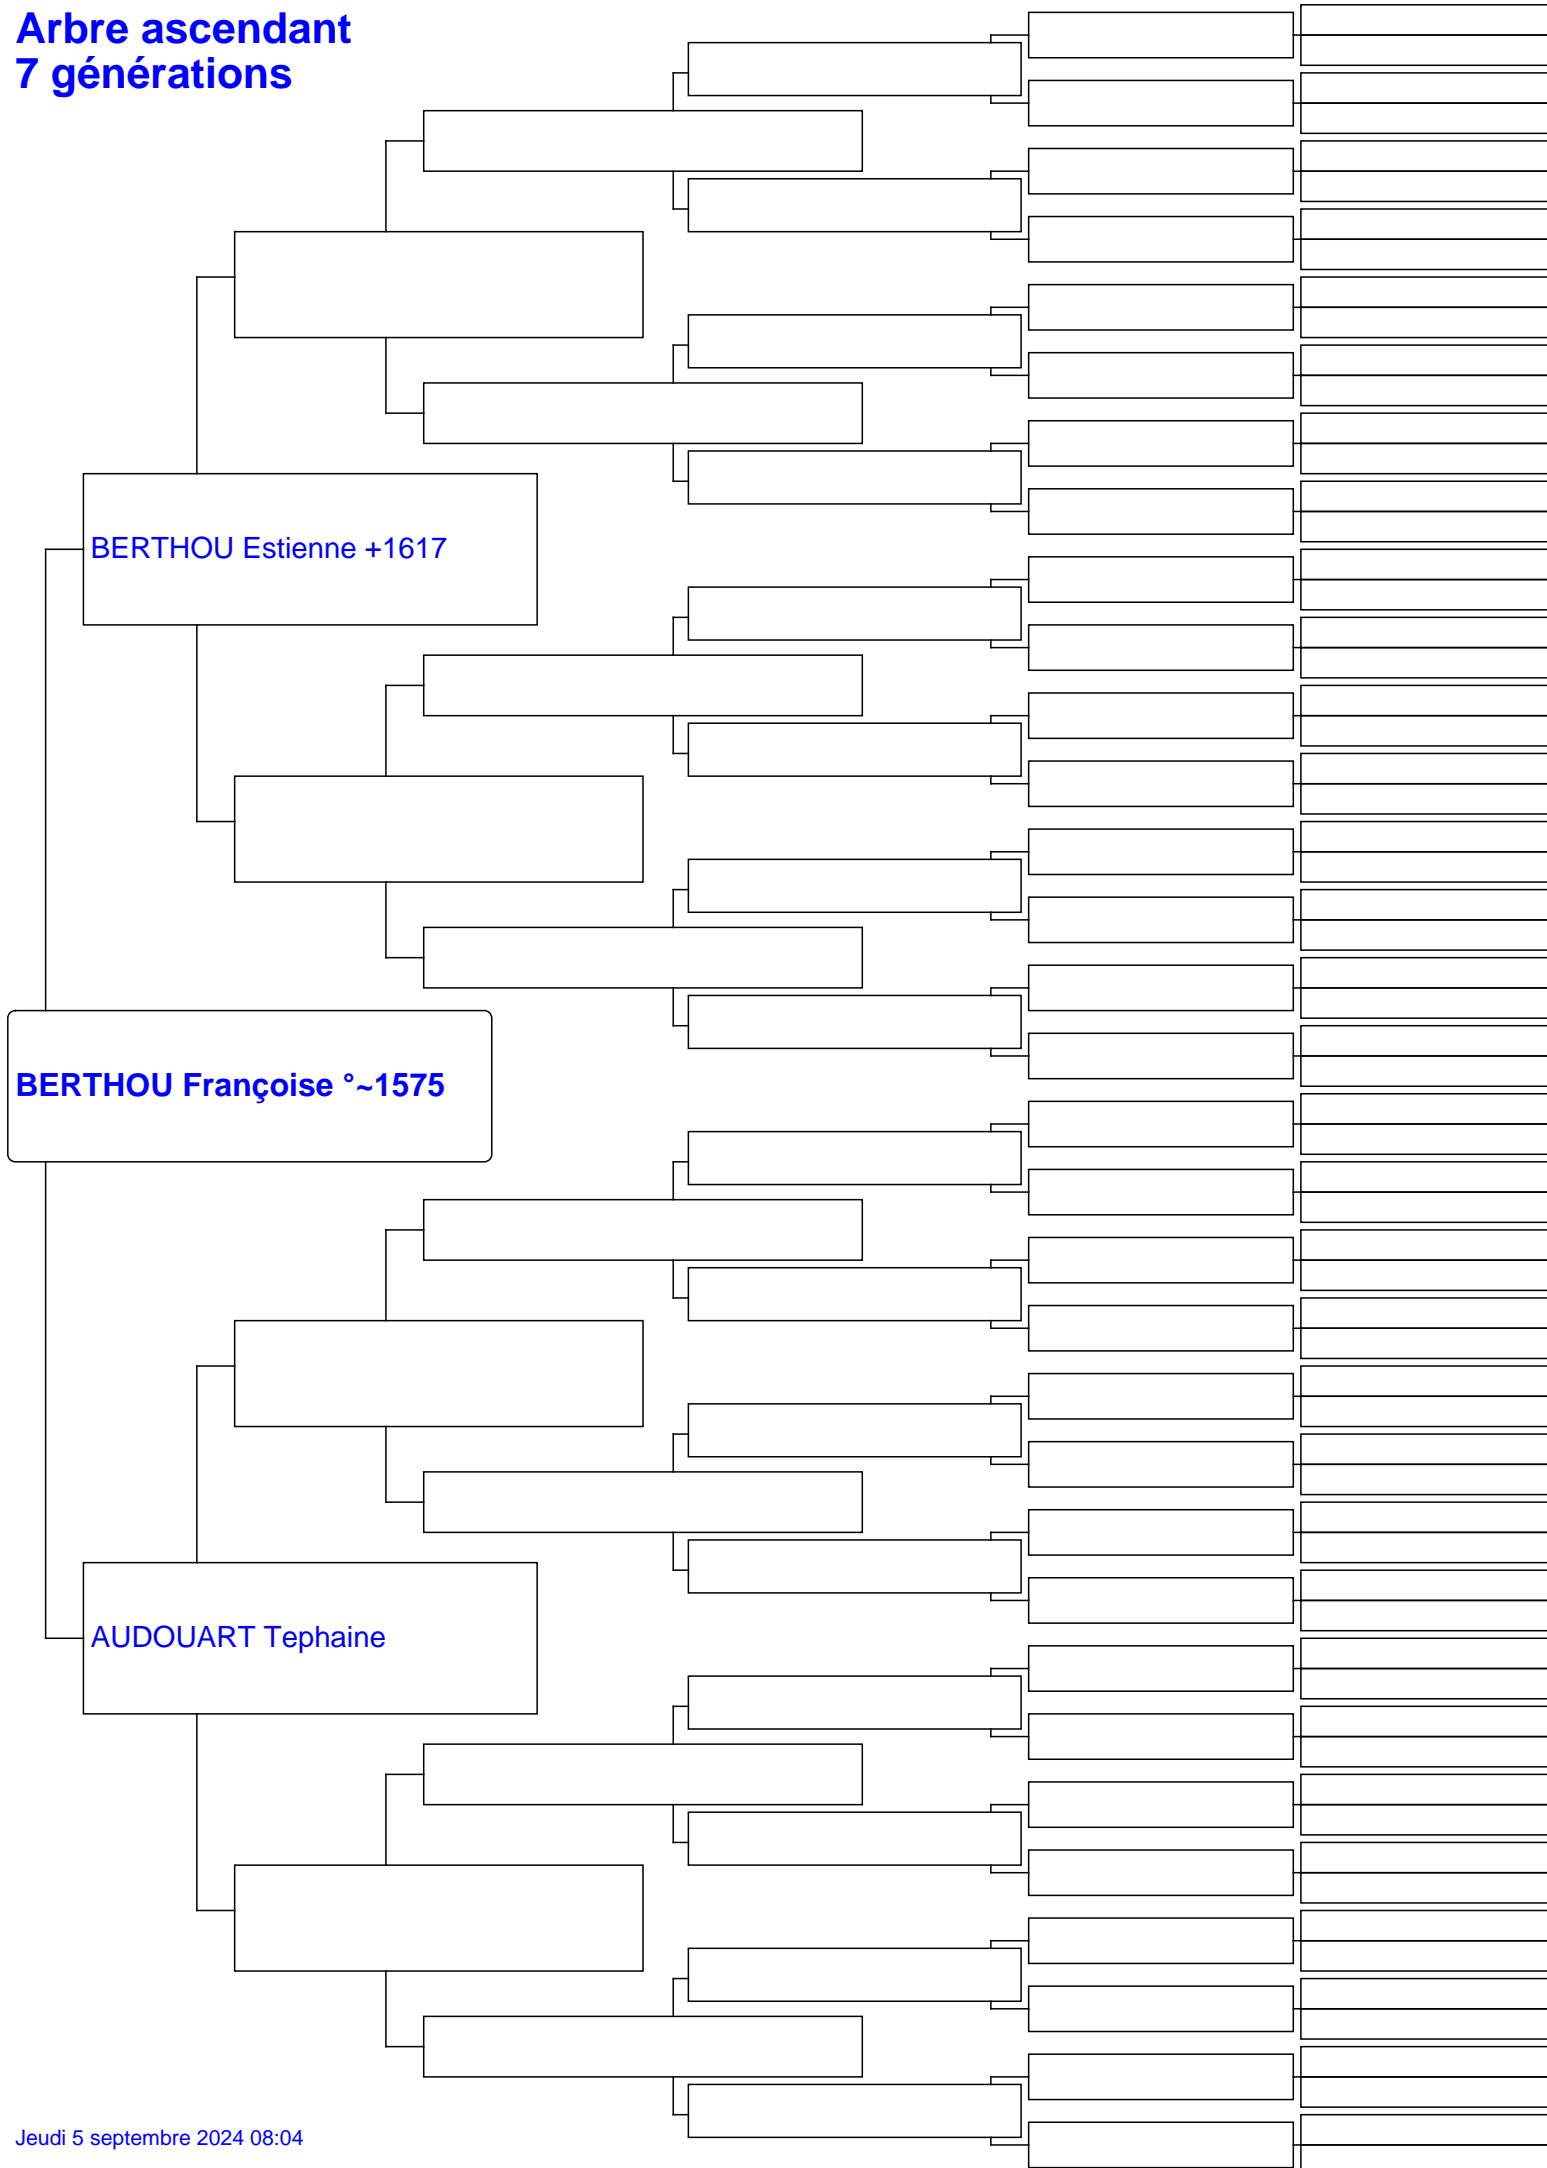 Arbre ascendant
7 générations
BERTHOU Estienne +1617
BERTHOU Françoise °~1575
AUDOUART Tephaine
Jeudi 5 septembre 2024 08:04